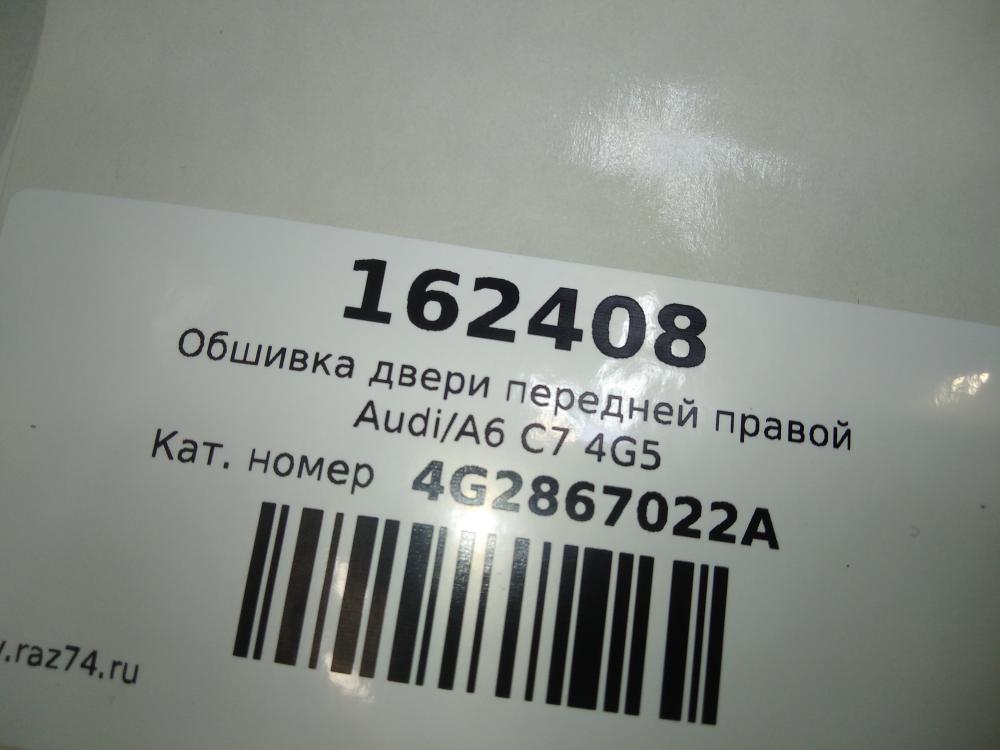 162408
Обшивка двери передней правой
Audi/A6 C7 4G5
Кат. номер 4G2867022A
.raz74.ru